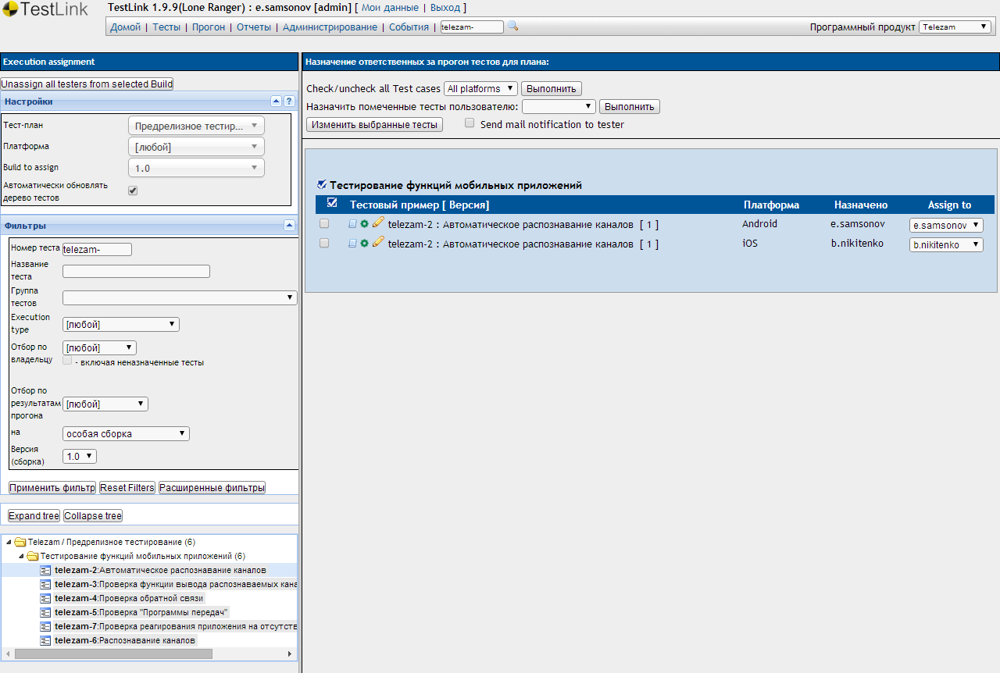 TestLink
TestLink 1.9.9(Lone Ranger) : e.samsonov [admin] [ Мои данные | Выход ]
Домой | Тесты | Прогон | Отчеты | Администрирование | События | telezam-
Программный продукт Telezam
Execution assignment
Unassign all testers from selected Build
Настройки
?
Тест-план Предрелизное тестир...
Платформа [любой]
Build to assign 1.0
Автоматически обновлять
дерево тестов
Фильтры
Номер теста telezam-
Название
теста
Группа
тестов
Execution
type [любой]
Отбор по
владельцу [любой]
- включая неназначенные тесты
Отбор по
результатам
прогона [любой]
на особая сборка
Версия
(сборка) 1.0
Применить фильтр Reset Filters Расширенные фильтры
Expand tree Collapse tree
Telezam / Предрелизное тестирование (6)
Тестирование функций мобильных приложений (6)
telezam-2:Автоматическое распознавание каналов
telezam-3:Проверка функции вывода распознаваемых кана
telezam-4:Проверка обратной связи
telezam-5:Проверка "Программы передач"
telezam-7:Проверка реагирования приложения на отсутств
telezam-6:Распознавание каналов
Назначение ответственных за прогон тестов для плана:
Check/uncheck all Test cases All platforms Выполнить
Назначить помеченные тесты пользователю: Выполнить
Изменить выбранные тесты Send mail notification to tester
Тестирование функций мобильных приложений
Тестовый пример [ Версия] Платформа Назначено Assign to
telezam-2 : Автоматическое распознавание каналов [ 1 ] Android e.samsonov e.samsonov
telezam-2 : Автоматическое распознавание каналов [ 1 ] iOS b.nikitenko b.nikitenko